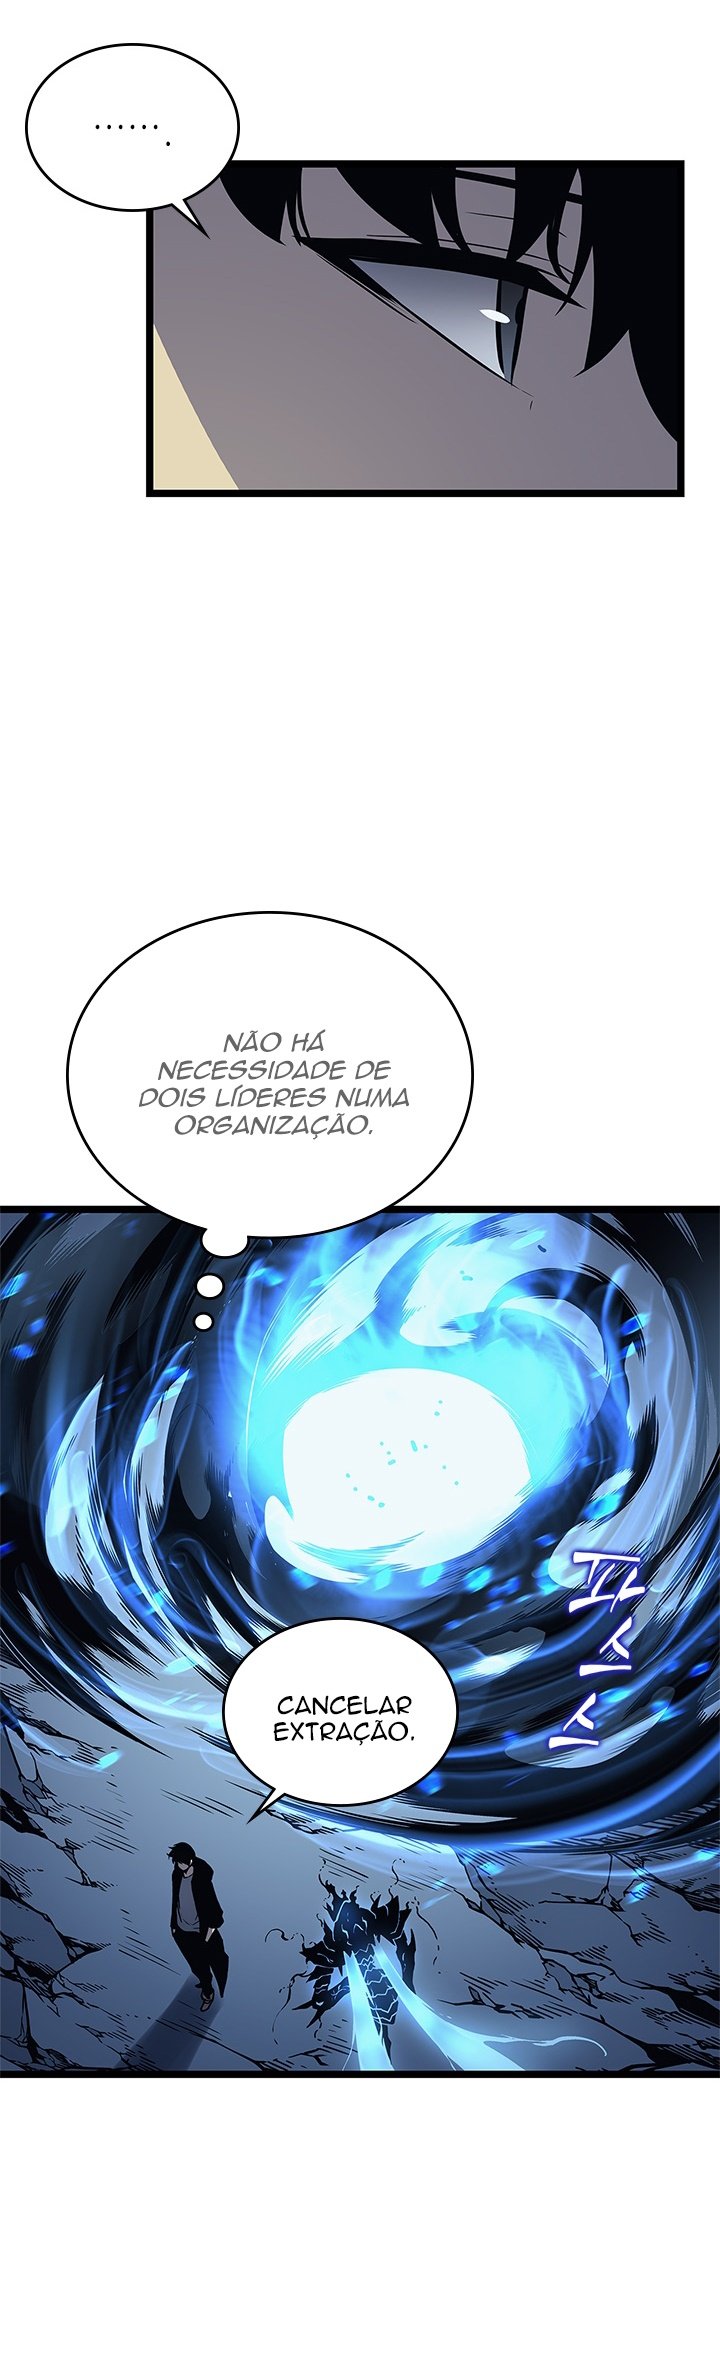 .......
NÃO HÁ
NECESSIDADE DE
DOIS LÍDERES NUMA
ORGANIZAÇÃO.
파시시
CANCELAR
EXTRAÇÃO.